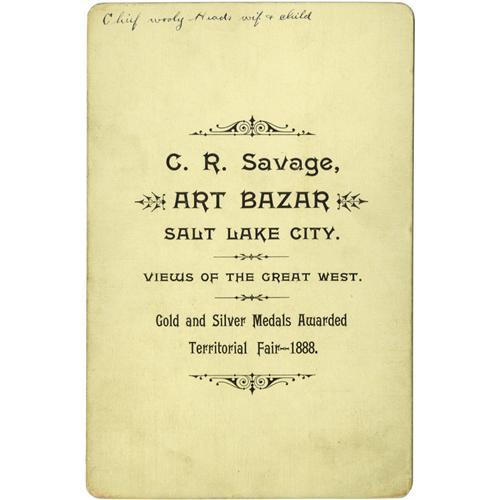 Chief wooly Heads wif & child
C. R. Savage,
ART BAZAR
SALT LAKE CITY.
VIEWS OF THE GREAT WEST.
Gold and Silver Medals Awarded
Territorial Fair—1888.